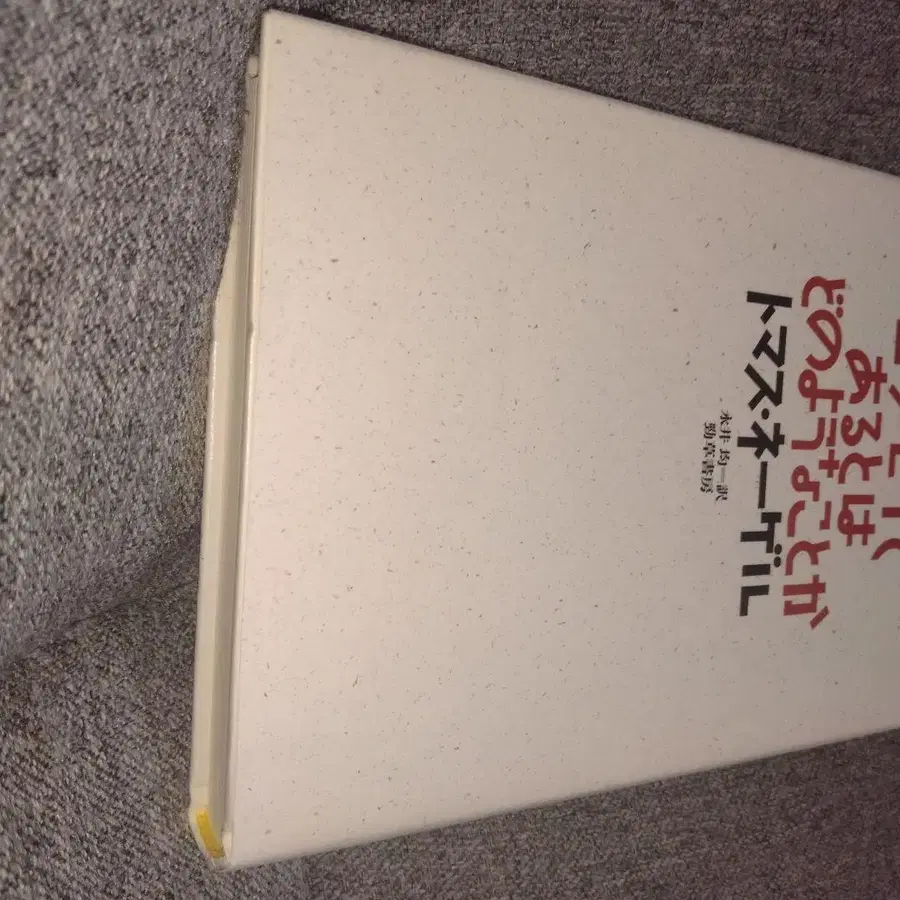 あるとは
どのようなことか
トマス・ネーゲル
永井 均=訳
勁草書房